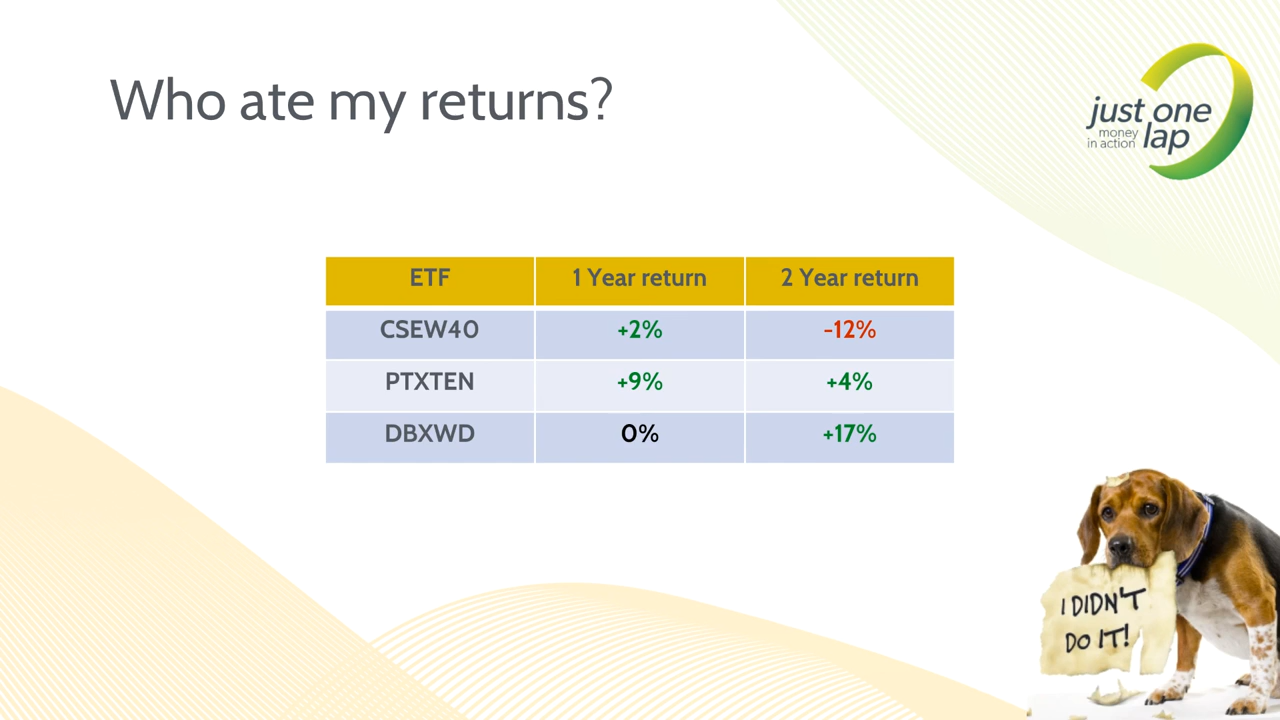 Who ate my returns?
just one
money
in action lap
ETF 1 Year return 2 Year return
CSEW40 +2% -12%
PTXTEN +9% +4%
DBXWD 0% +17%
I DIDN'T
DO IT!